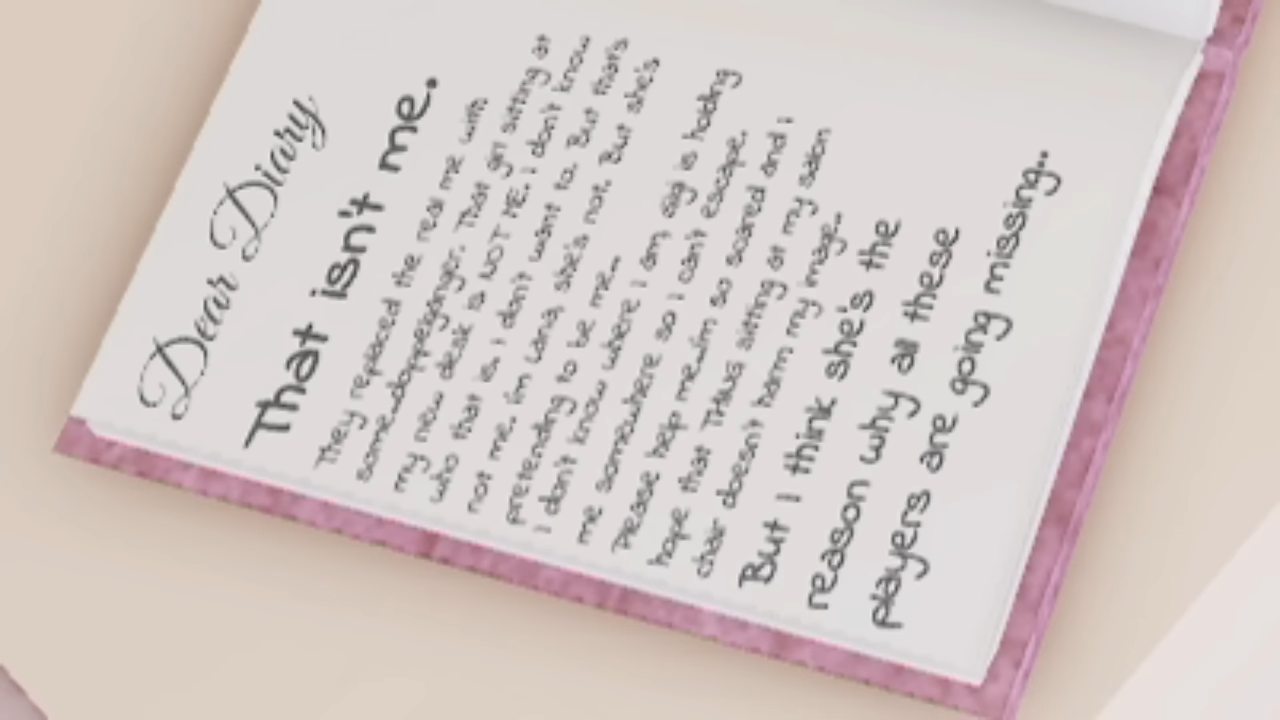 Dear Diary
That isn't me.
They replaced the real me with
some...doppelganger. That girl sitting at
my new desk is NOT ME. I don't know
who that is. I don't want to. But that's
not me. I'm Lana, she's not. But she's
pretending to be me...
I don't know where I am.
me somewhere so I can't escape.
Please help me...I'm so scared and i
hope that THING sitting at my salon
chair doesn't harm my image..
But I think she's the
reason why all these
players are going missing..